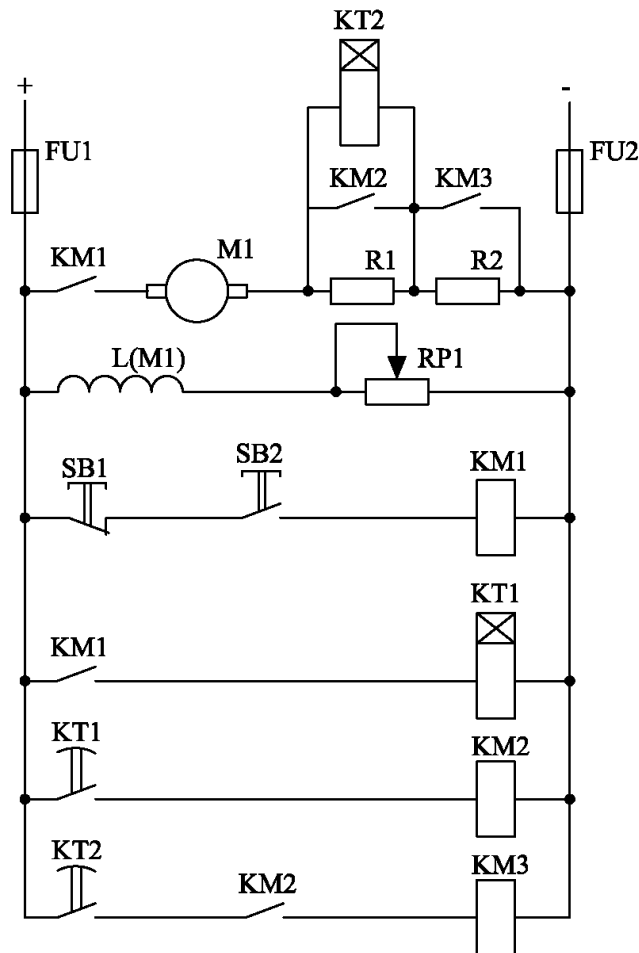 KT2
+
-
FU1
FU2
KM2
KM3
KM1
M1
R1
R2
L(M1)
RP1
SB1
SB2
KM1
KT1
KM1
KT1
KM2
KT2
KM2
KM3